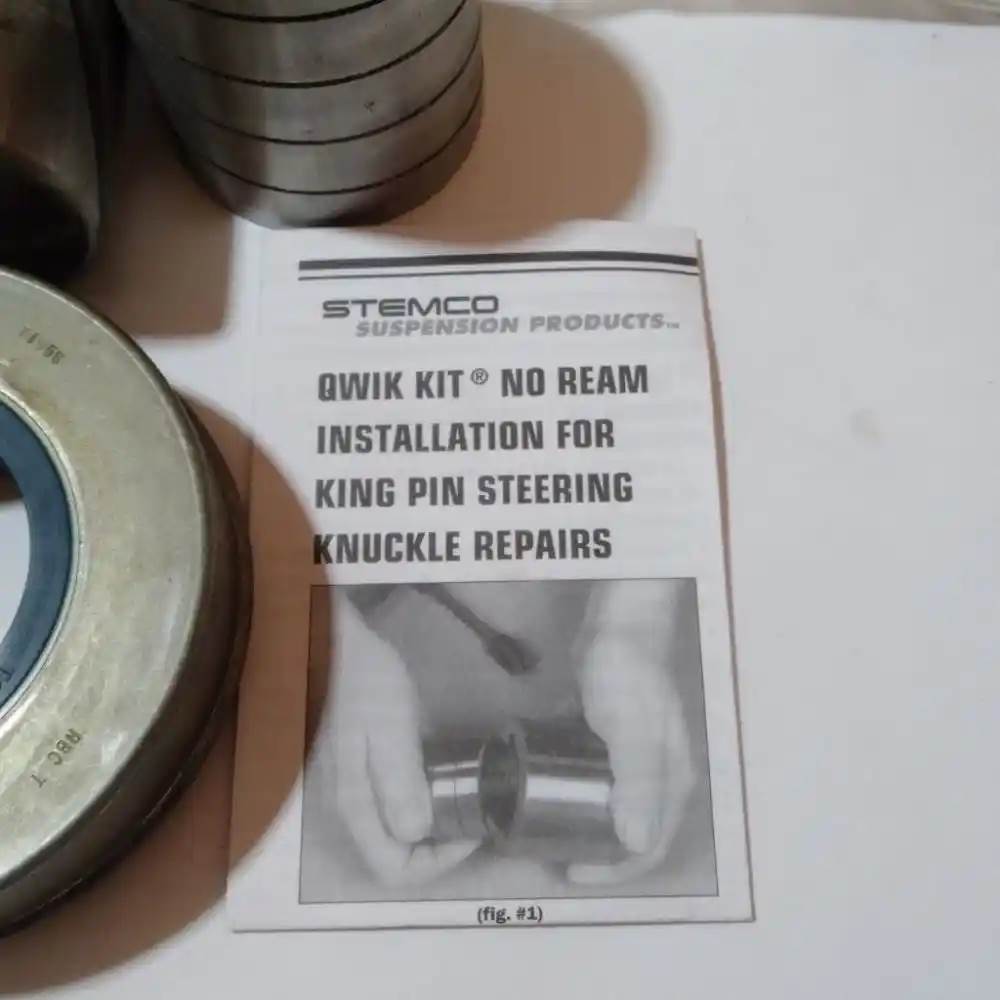 STEMCO
SUSPENSION PRODUCTS™
QWIK KIT® NO REAM
INSTALLATION FOR
KING PIN STEERING
KNUCKLE REPAIRS
(fig. #1)